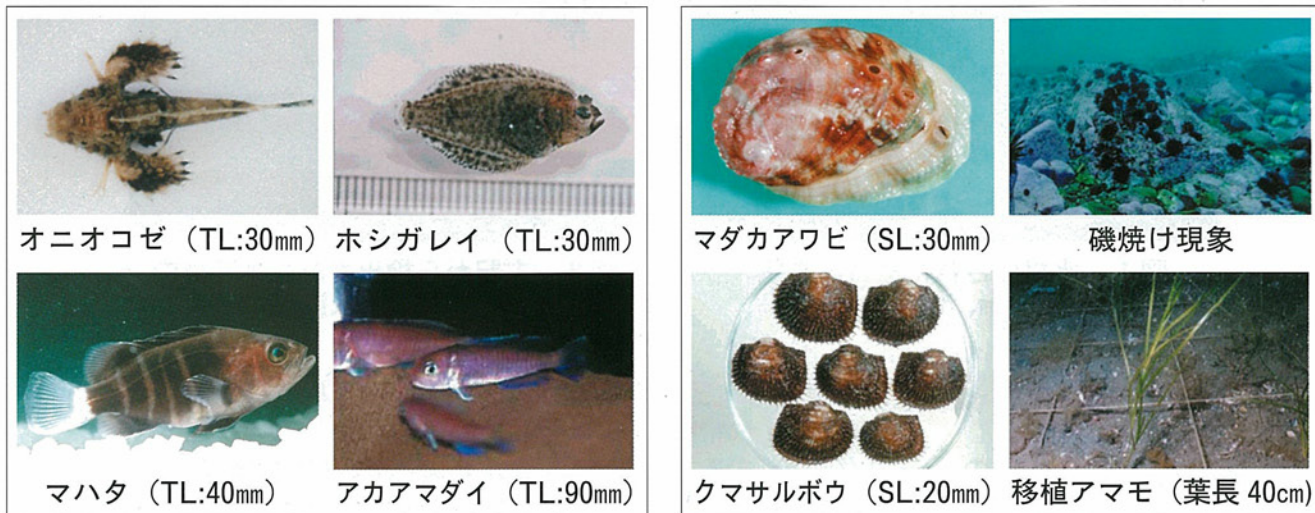 オニオコゼ（TL:30㎜）
ホシガレイ（TL:30㎜）
マハタ（TL:40㎜）
アカアマダイ（TL:90㎜）
マダカアワビ（SL:30㎜）
磯焼け現象
クマサルボウ（SL:20㎜）
移植アマモ（葉長 40㎝）